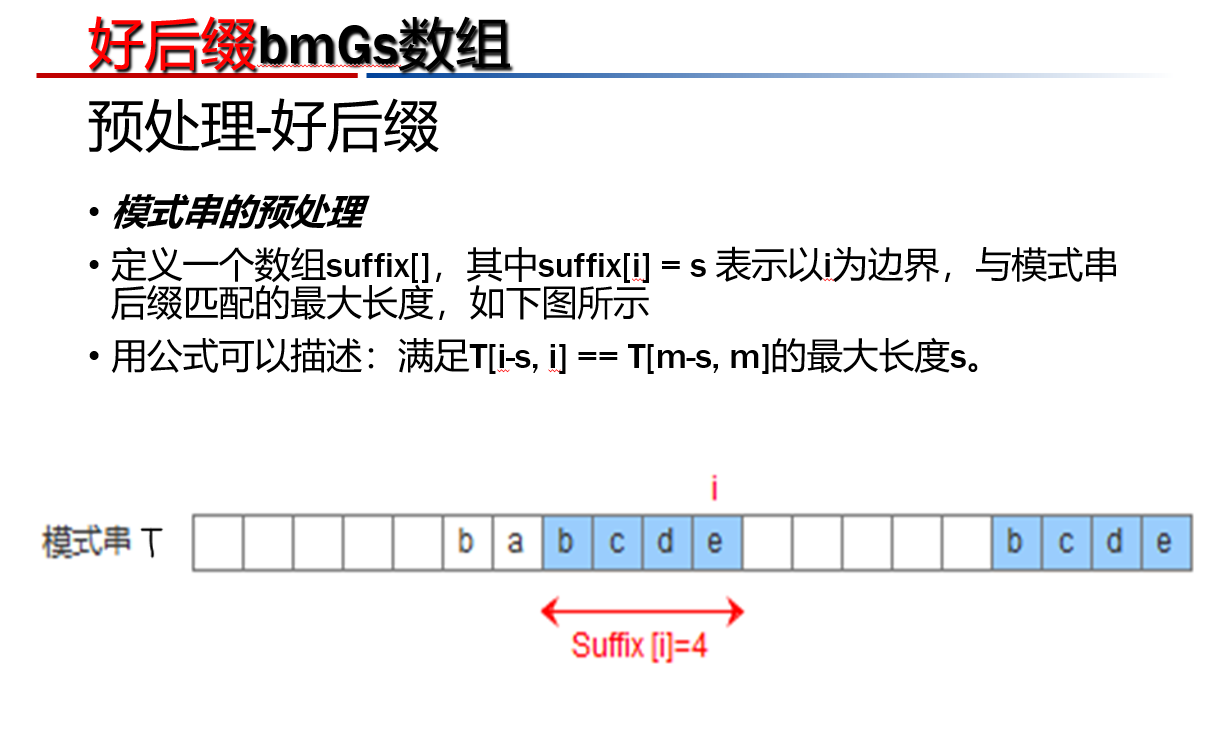 好后缀bmGs数组
预处理-好后缀
• 模式串的预处理
• 定义一个数组suffix[]，其中suffix[i] = s 表示以i为边界，与模式串
后缀匹配的最大长度，如下图所示
• 用公式可以描述：满足T[i-s, i] == T[m-s, m]的最大长度s。
i
模式串 T b a b c d e b c d e
Suffix [i]=4